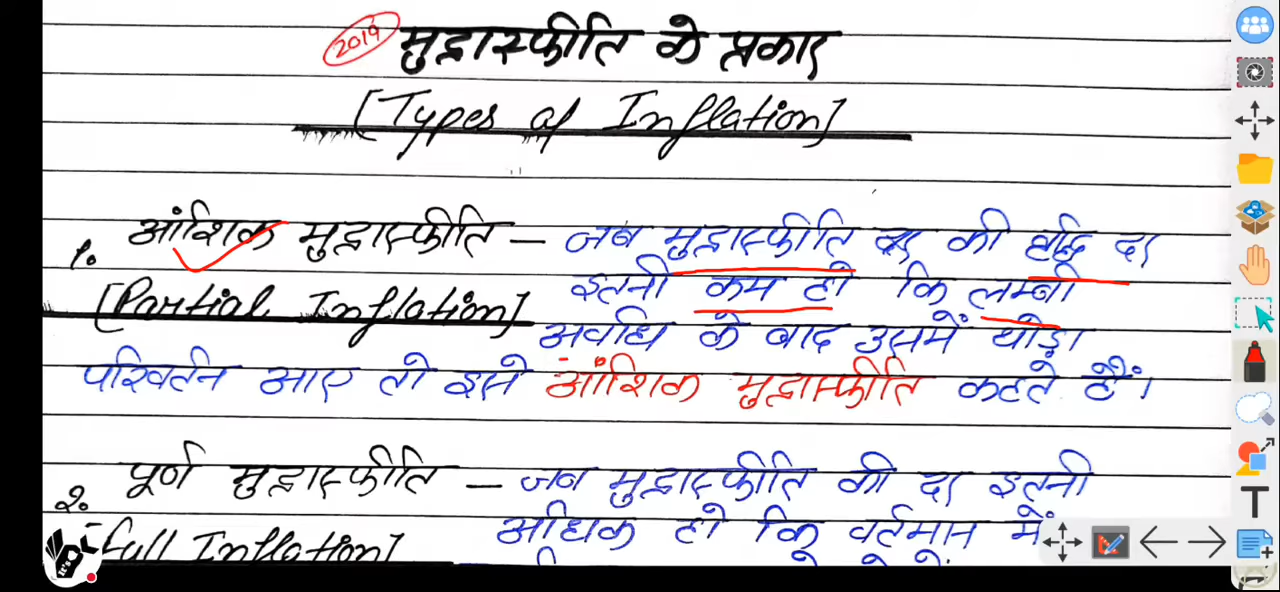 2019 मुद्रास्फीति के प्रकार
[Types of Inflation]
1. आंशिक मुद्रास्फीति – जब मुद्रास्फीति की वृद्धि दर
[Partial Inflation] इतनी कम हो कि लम्बी
अवधि के बाद उसमें थोड़ा
परिवर्तन आए तो इसे आंशिक मुद्रास्फीति कहते हैं।
2. पूर्ण मुद्रास्फीति – जब मुद्रास्फीति की दर इतनी
[Full Inflation] अधिक हो कि वर्तमान में